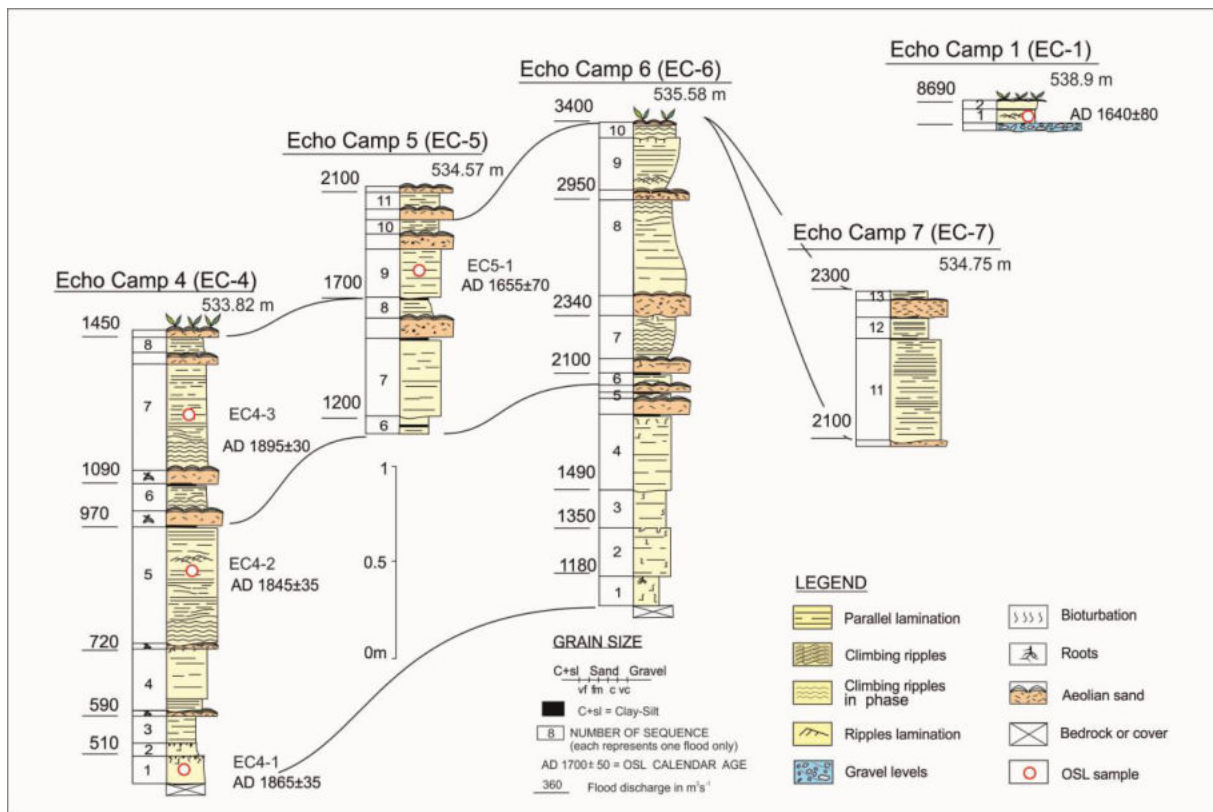 Echo Camp 4 (EC-4)
533.82 m
1450
8
7
EC4-3
AD 1895±30
1090
6
970
5
EC4-2
AD 1845±35
720
4
590
3
510
2
1
EC4-1
AD 1865±35
Echo Camp 5 (EC-5)
534.57 m
2100
11
10
9
EC5-1
AD 1655±70
1700
8
7
1200
6
1
0.5
0m
Echo Camp 6 (EC-6)
535.58 m
3400
10
9
2950
8
2340
7
2100
6
5
4
1490
3
1350
2
1180
1
Echo Camp 1 (EC-1)
538.9 m
8690
2
1
AD 1640±80
Echo Camp 7 (EC-7)
534.75 m
2300
13
12
11
2100
GRAIN SIZE
C+sl Sand Gravel
vf fm c vc
C+sl = Clay-Silt
8 NUMBER OF SEQUENCE
(each represents one flood only)
AD 1700±50 = OSL CALENDAR AGE
360 Flood discharge in m³s⁻¹
LEGEND
Parallel lamination
Climbing ripples
Climbing ripples
in phase
Ripples lamination
Gravel levels
Bioturbation
Roots
Aeolian sand
Bedrock or cover
OSL sample